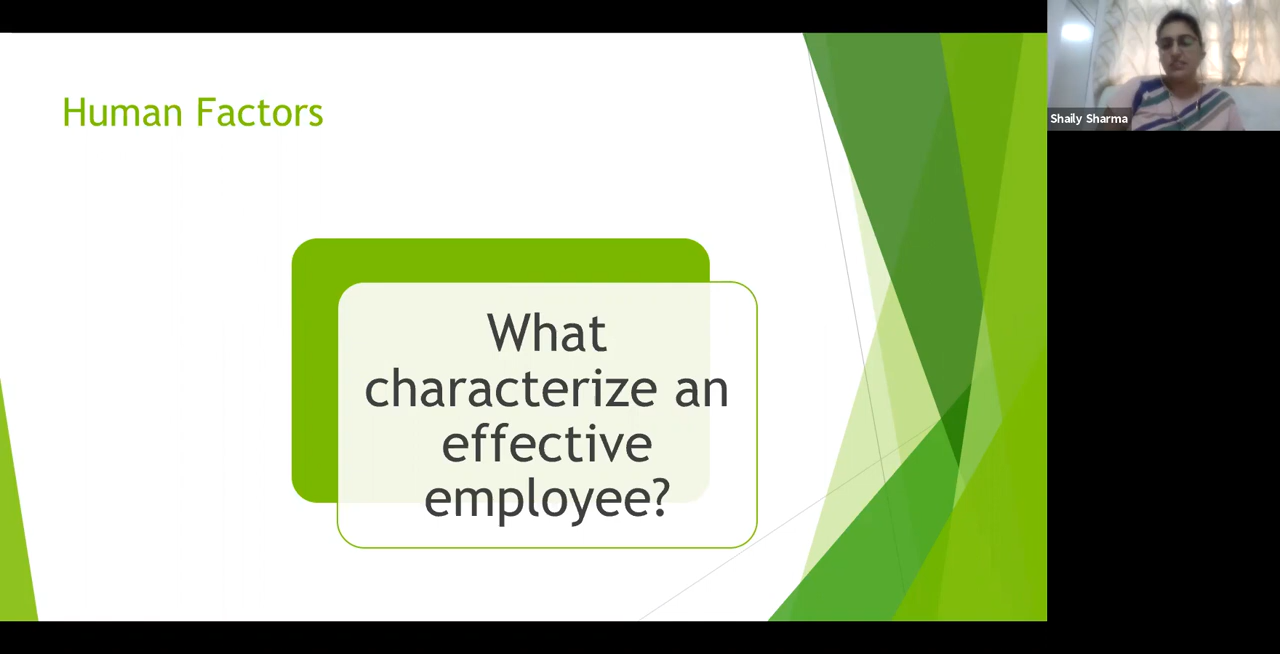 Human Factors
What
characterize an
effective
employee?
Shaily Sharma